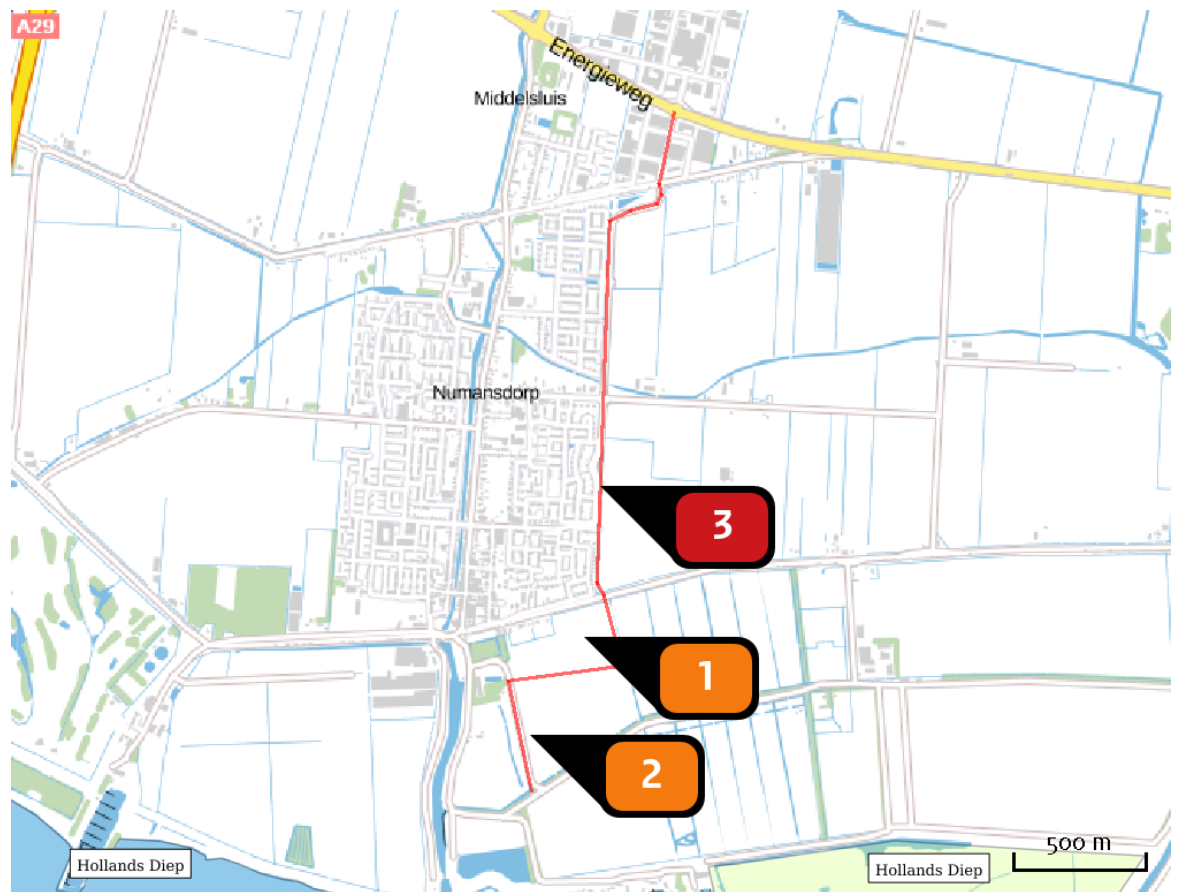 A29
Energieweg
Middelsluis
Numansdorp
3
1
2
500 m
Hollands Diep
Hollands Diep